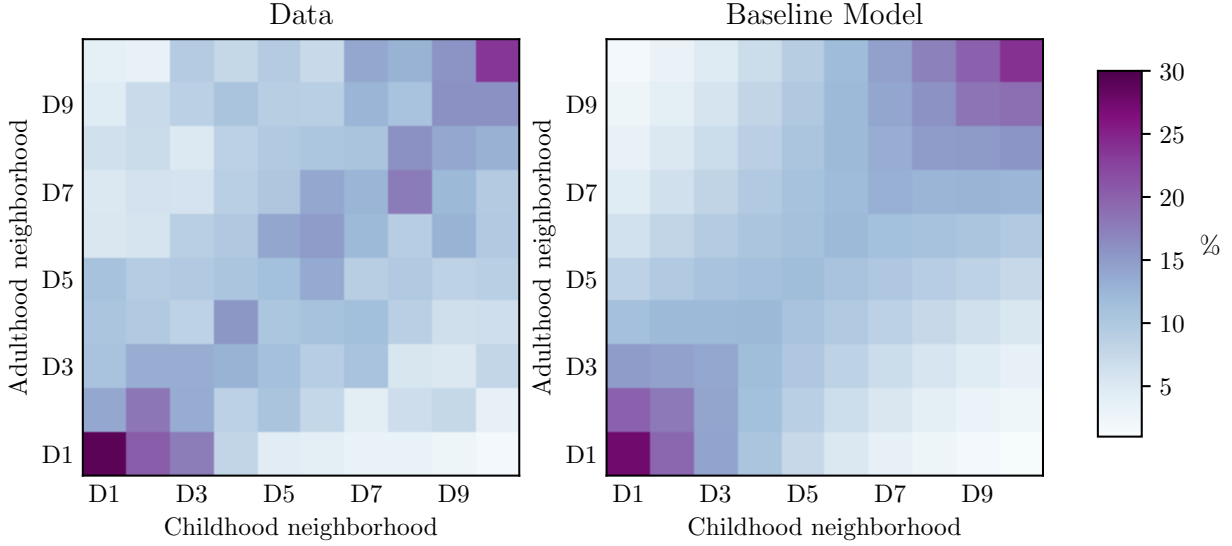 Data
Baseline Model
Adulthood neighborhood
D9
D7
D5
D3
D1
D1 D3 D5 D7 D9
Childhood neighborhood
Adulthood neighborhood
D9
D7
D5
D3
D1
D1 D3 D5 D7 D9
Childhood neighborhood
30
25
20
15
10
5
%